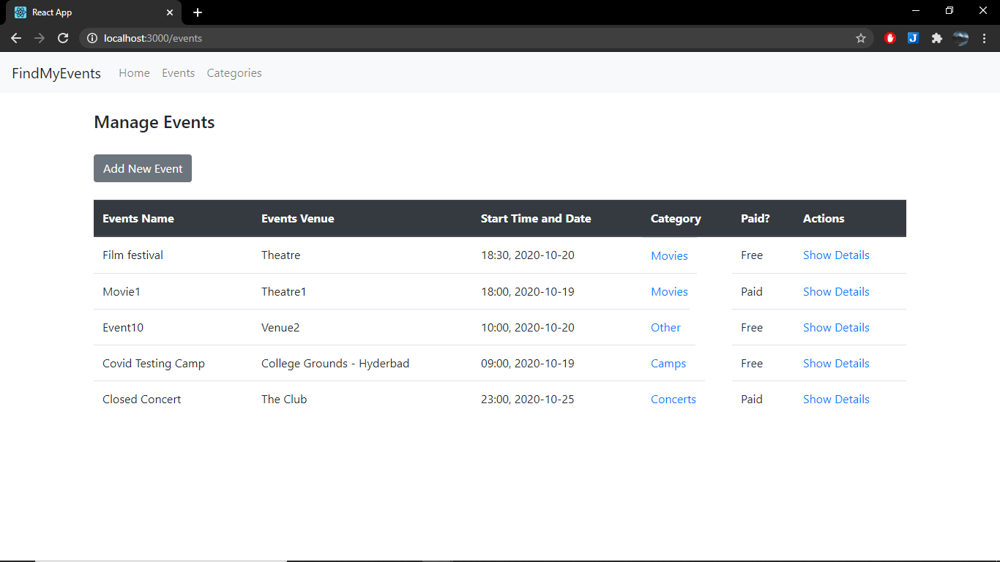 React App
localhost:3000/events
FindMyEvents Home Events Categories
Manage Events
Add New Event
Events Name Events Venue Start Time and Date Category Paid? Actions
Film festival Theatre 18:30, 2020-10-20 Movies Free Show Details
Movie1 Theatre1 18:00, 2020-10-19 Movies Paid Show Details
Event10 Venue2 10:00, 2020-10-20 Other Free Show Details
Covid Testing Camp College Grounds - Hyderbad 09:00, 2020-10-19 Camps Free Show Details
Closed Concert The Club 23:00, 2020-10-25 Concerts Paid Show Details